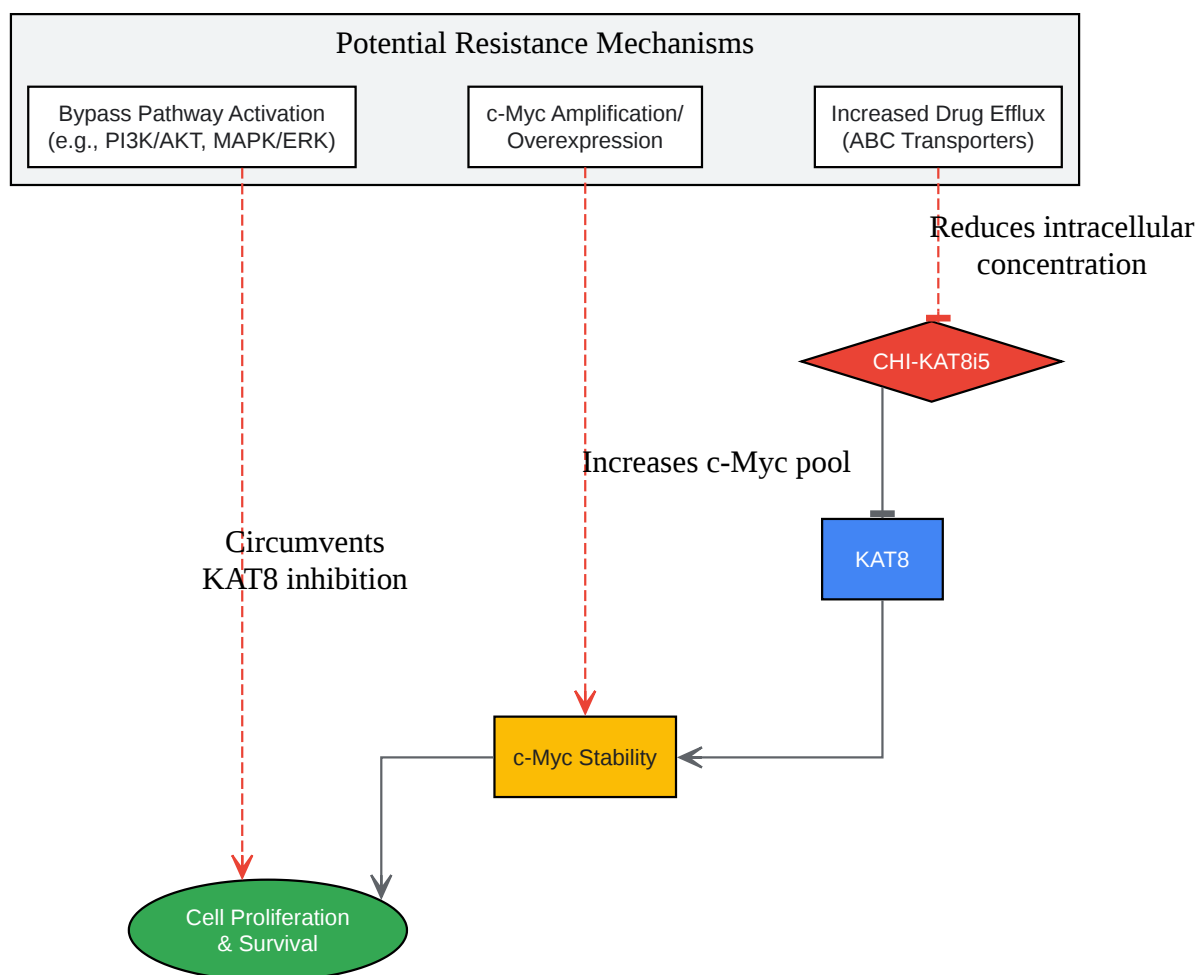 Potential Resistance Mechanisms
Bypass Pathway Activation
(e.g., PI3K/AKT, MAPK/ERK)
c-Myc Amplification/
Overexpression
Increased Drug Efflux
(ABC Transporters)
Reduces intracellular
concentration
CHI-KAT8i5
Increases c-Myc pool
Circumvents
KAT8 inhibition
KAT8
c-Myc Stability
Cell Proliferation
& Survival